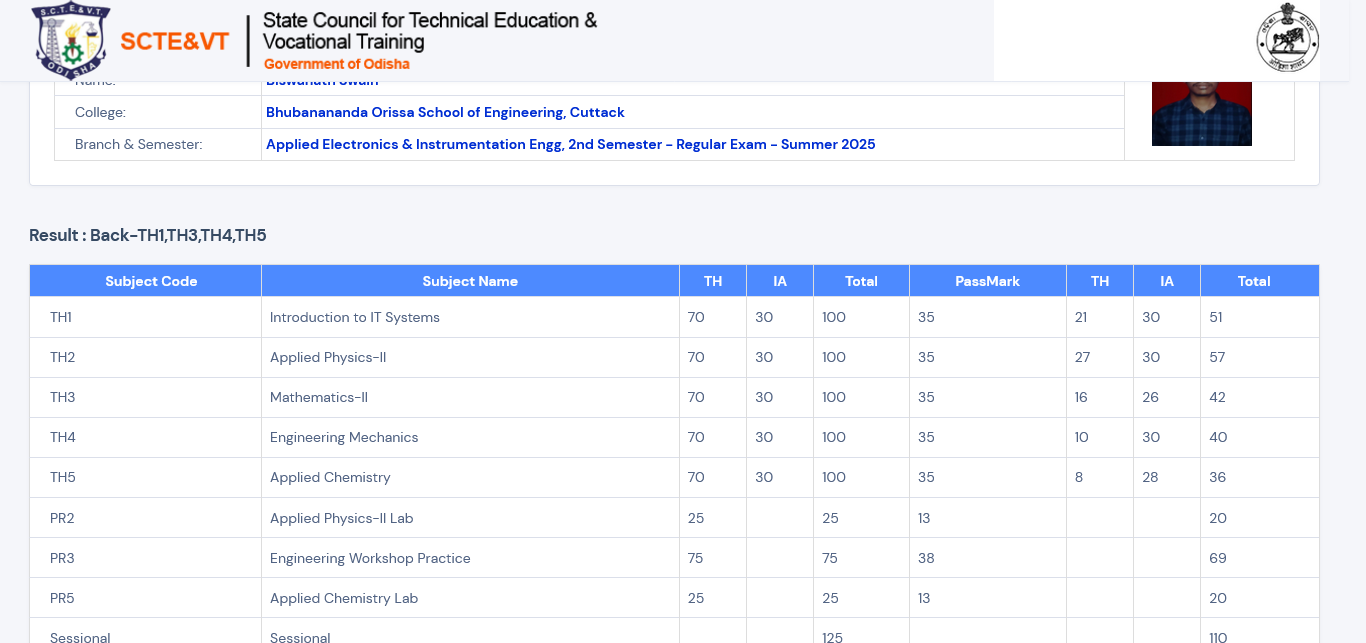 S.C.T.E.&V.T.
ODISHA
SCTE&VT
State Council for Technical Education &
Vocational Training
Government of Odisha
Name: Biswanath Swain
College: Bhubanananda Orissa School of Engineering, Cuttack
Branch & Semester: Applied Electronics & Instrumentation Engg, 2nd Semester - Regular Exam - Summer 2025
Result : Back-TH1,TH3,TH4,TH5
Subject Code Subject Name TH IA Total PassMark TH IA Total
TH1 Introduction to IT Systems 70 30 100 35 21 30 51
TH2 Applied Physics-II 70 30 100 35 27 30 57
TH3 Mathematics-II 70 30 100 35 16 26 42
TH4 Engineering Mechanics 70 30 100 35 10 30 40
TH5 Applied Chemistry 70 30 100 35 8 28 36
PR2 Applied Physics-II Lab 25 25 13 20
PR3 Engineering Workshop Practice 75 75 38 69
PR5 Applied Chemistry Lab 25 25 13 20
Sessional Sessional 125 110